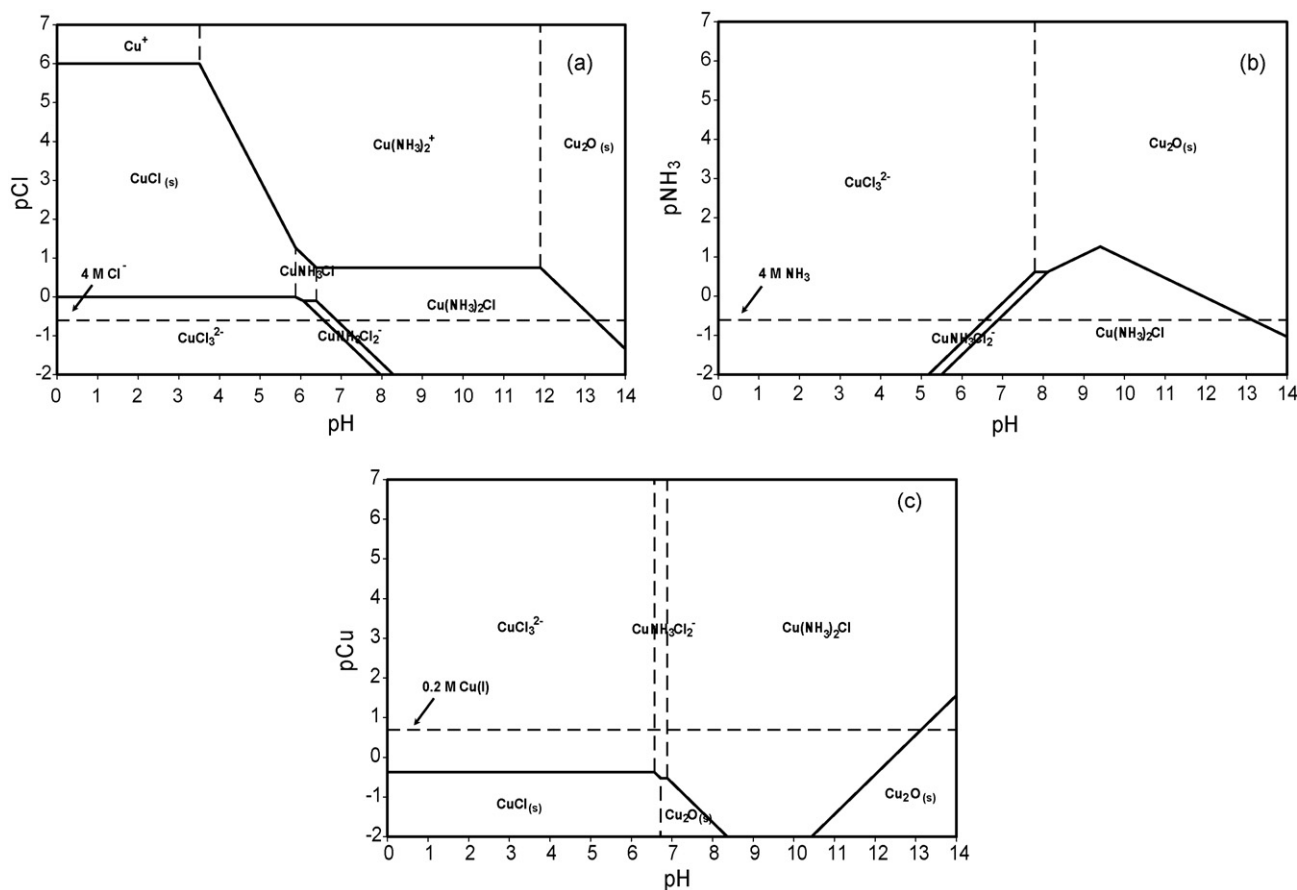 (a)
7
6
5
4
3
2
1
0
-1
-2
pCl
Cu⁺
CuCl (s)
Cu(NH₃)₂⁺
Cu₂O(s)
CuNH₃Cl
4 M Cl⁻
Cu(NH₃)₂Cl
CuCl₃²⁻
CuNH₃Cl₂⁻
0 1 2 3 4 5 6 7 8 9 10 11 12 13 14
pH
(b)
7
6
5
4
3
2
1
0
-1
-2
pNH₃
Cu₂O(s)
CuCl₃²⁻
4 M NH₃
CuNH₃Cl₂⁻
Cu(NH₃)₂Cl
0 1 2 3 4 5 6 7 8 9 10 11 12 13 14
pH
(c)
7
6
5
4
3
2
1
0
-1
-2
pCu
CuCl₃²⁻
CuNH₃Cl₂⁻
Cu(NH₃)₂Cl
0.2 M Cu(I)
CuCl(s)
Cu₂O(s)
Cu₂O(s)
0 1 2 3 4 5 6 7 8 9 10 11 12 13 14
pH